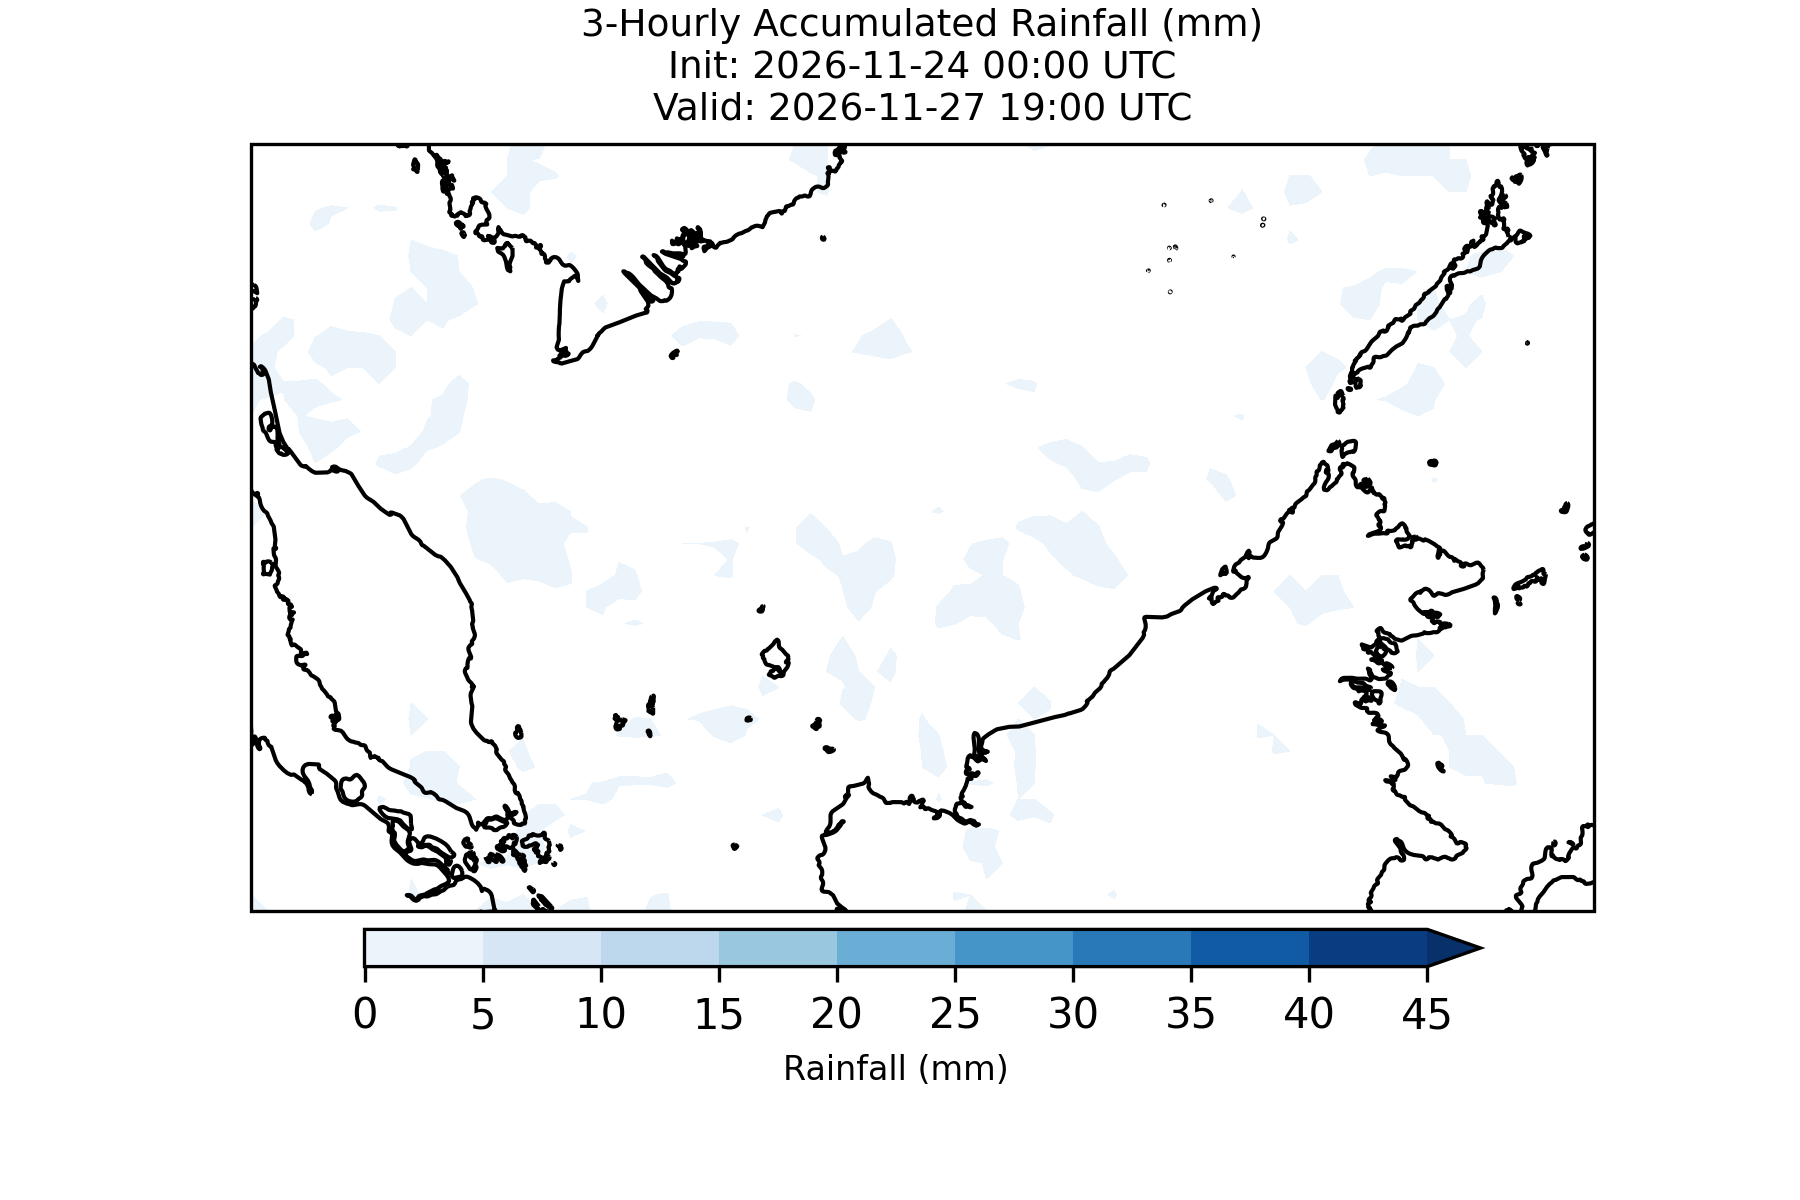 3-Hourly Accumulated Rainfall (mm)
Init: 2026-11-24 00:00 UTC
Valid: 2026-11-27 19:00 UTC
0 5 10 15 20 25 30 35 40 45
Rainfall (mm)